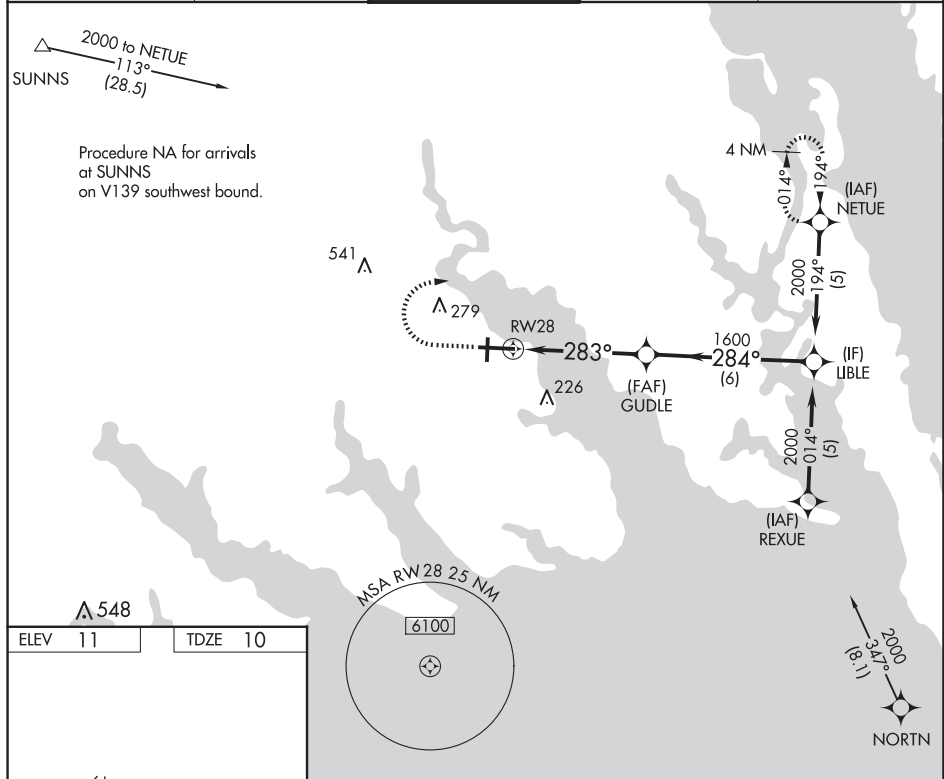 2000 to NETUE
113°
(28.5)
SUNNS
Procedure NA for arrivals
at SUNNS
on V139 southwest bound.
4 NM
014°
194°
(IAF)
NETUE
2000
194°
(5)
541
279
RW28
283°
1600
284°
(6)
(IF)
LIBLE
(FAF)
GUDLE
226
2000
014°
(5)
(IAF)
REXUE
MSA RW 28 25 NM
6100
548
ELEV 11
TDZE 10
2000
347°
(8.1)
NORTN